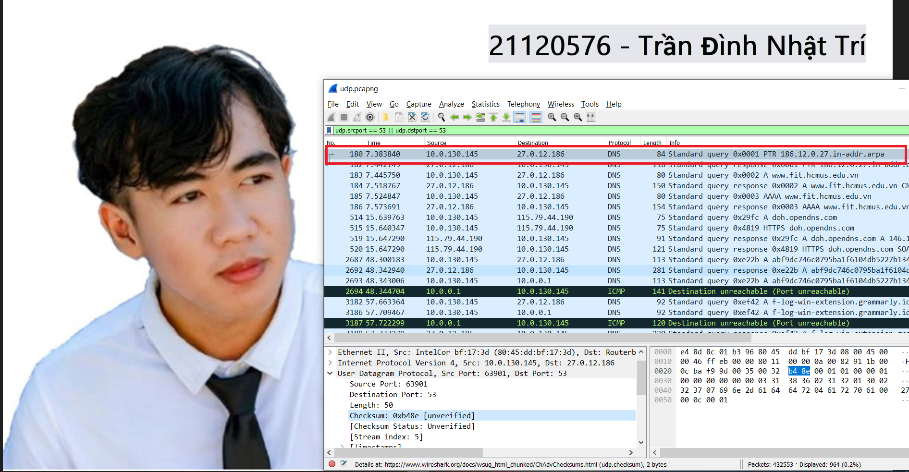 21120576 - Trần Đình Nhật Trí
udp.pcapng
File Edit View Go Capture Analyze Statistics Telephony Wireless Tools Help
udp.srcport == 53 || udp.dstport == 53
No. Time Source Destination Protocol Length Info
180 7.383840 10.0.130.145 27.0.12.186 DNS 84 Standard query 0x0001 PTR 186.12.0.27.in-addr.arpa
183 7.445750 10.0.130.145 27.0.12.186 DNS 80 Standard query 0x0002 A www.fit.hcmus.edu.vn
184 7.518767 27.0.12.186 10.0.130.145 DNS 150 Standard query response 0x0002 A www.fit.hcmus.edu.vn CN
185 7.524847 10.0.130.145 27.0.12.186 DNS 80 Standard query 0x0003 AAAA www.fit.hcmus.edu.vn
186 7.573691 27.0.12.186 10.0.130.145 DNS 154 Standard query response 0x0003 AAAA www.fit.hcmus.edu.v
514 15.639763 10.0.130.145 115.79.44.190 DNS 75 Standard query 0x29fc A doh.opendns.com
515 15.640347 10.0.130.145 115.79.44.190 DNS 75 Standard query 0x4819 HTTPS doh.opendns.com
519 15.647290 115.79.44.190 10.0.130.145 DNS 91 Standard query response 0x29fc A doh.opendns.com A 146.1
520 15.647290 115.79.44.190 10.0.130.145 DNS 121 Standard query response 0x4819 HTTPS doh.opendns.com SOA
2687 48.300183 10.0.130.145 27.0.12.186 DNS 88 Standard query 0xe22b A abf9dc746c0795ba1f6104db5227b134
2692 48.342940 27.0.12.186 10.0.130.145 DNS 281 Standard query response 0xe22b A abf9dc746c0795ba1f6104d
2693 48.343006 10.0.130.145 10.0.0.1 DNS 113 Standard query 0xe22b A abf9dc746c0795ba1f6104db5227b134
2694 48.344704 10.0.0.1 10.0.130.145 ICMP 141 Destination unreachable (Port unreachable)
3182 57.663364 10.0.130.145 27.0.12.186 DNS 92 Standard query 0xef42 A f-log-win-extension.grammarly.io
3186 57.709467 10.0.130.145 10.0.0.1 DNS 92 Standard query 0xef42 A f-log-win-extension.grammarly.io
3187 57.722299 10.0.0.1 10.0.130.145 ICMP 120 Destination unreachable (Port unreachable)
Ethernet II, Src: IntelCor bf:17:3d (80:45:dd:bf:17:3d), Dst: Routerb
Internet Protocol Version 4, Src: 10.0.130.145, Dst: 27.0.12.186
User Datagram Protocol, Src Port: 63901, Dst Port: 53
Source Port: 63901
Destination Port: 53
Length: 50
Checksum: 0xb48e [unverified]
[Checksum Status: Unverified]
[Stream index: 5]
[Timestamps]
0000 e4 8d 8c 01 b3 96 80 45 dd bf 17 3d 08 00 45 00
0010 00 46 ff eb 00 00 80 11 00 00 0a 00 82 91 1b 00
0020 0c ba f9 9d 00 35 00 32 b4 8e 00 01 01 00 00 01
0030 00 00 00 00 00 00 03 31 38 36 02 31 32 01 30 02
0040 32 37 07 69 6e 2d 61 64 64 72 04 61 72 70 61 00
0050 00 0c 00 01
Details at: https://www.wireshark.org/docs/wsug_html_chunked/ChAdvChecksums.html (udp.checksum), 2 bytes
Packets: 432553 · Displayed: 961 (0.2%)